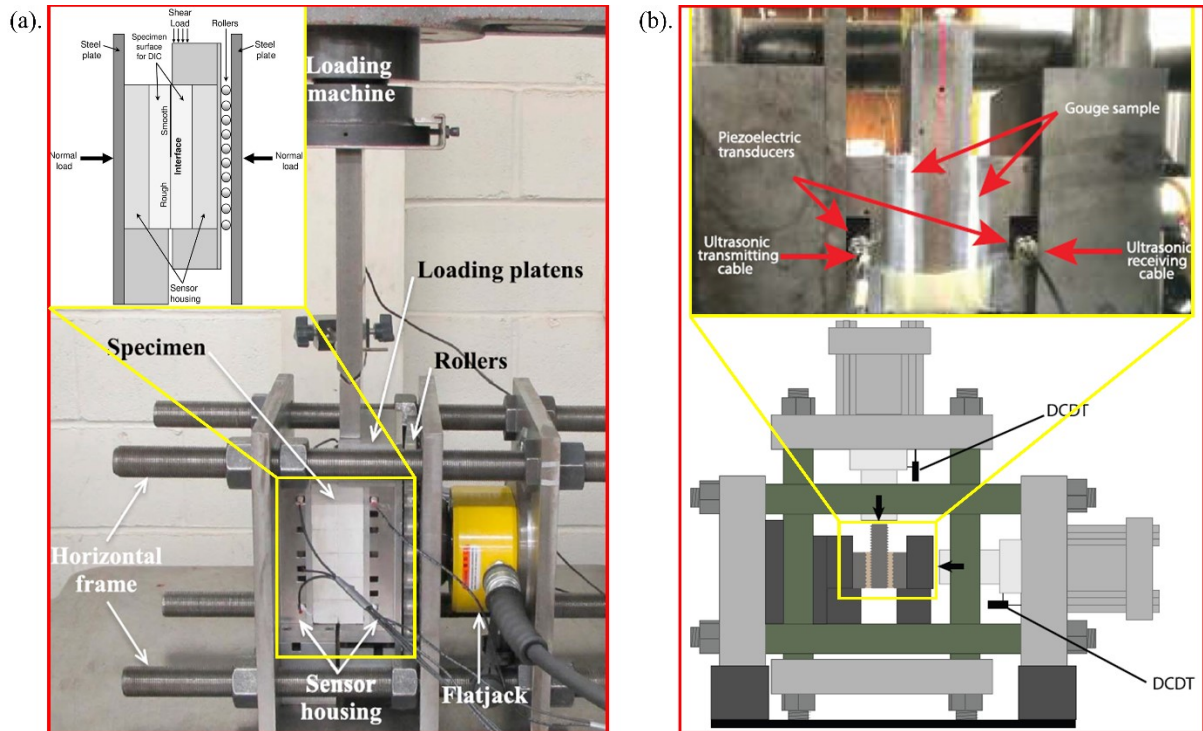 (a).
Shear
Load
Rollers
Steel
plate
Specimen
surface
for DIC
Steel
plate
Smooth
Interface
Rough
Normal
load
Normal
load
Sensor
housing
Loading
machine
Loading platens
Specimen
Rollers
Horizontal
frame
Sensor
housing
Flatjack
(b).
Gouge sample
Piezoelectric
transducers
Ultrasonic
transmitting
cable
Ultrasonic
receiving
cable
DCDT
DCDT